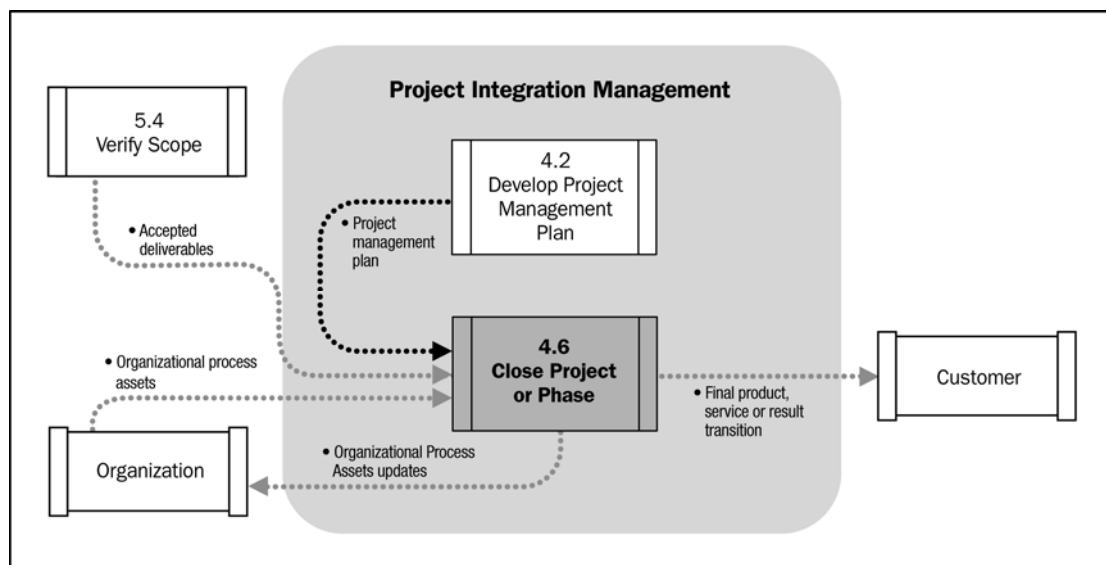 Project Integration Management
5.4
Verify Scope
4.2
Develop Project
Management
Plan
• Accepted
deliverables
• Project
management
plan
4.6
Close Project
or Phase
• Organizational process
assets
Customer
• Final product,
service or result
transition
Organization
• Organizational Process
Assets updates